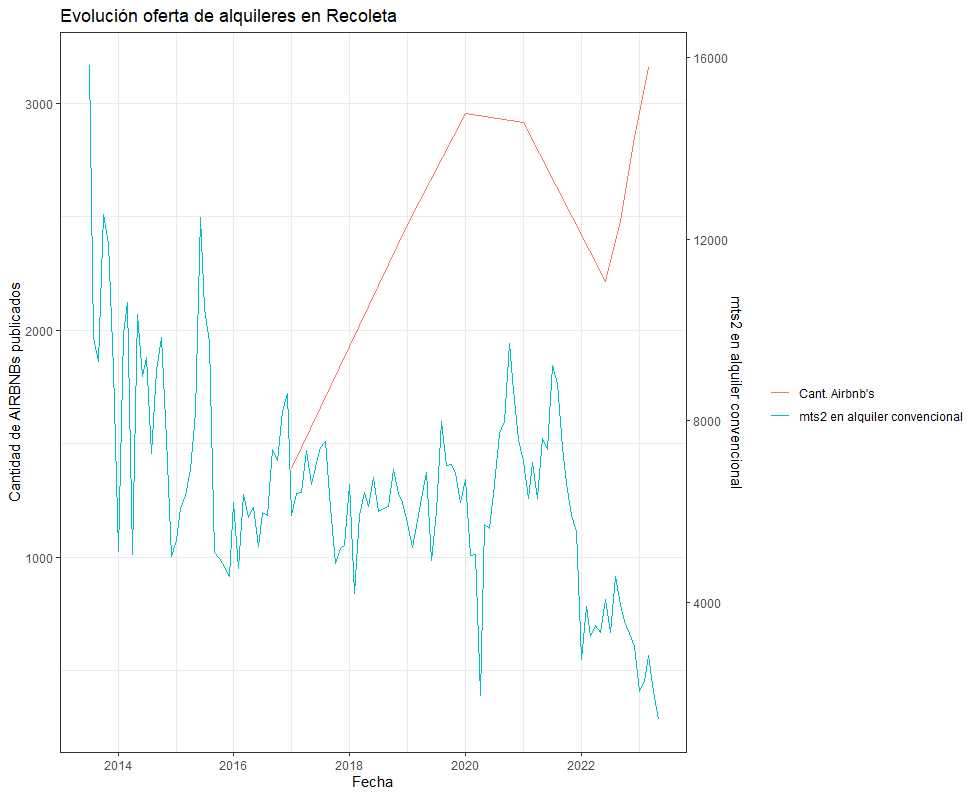 Evolución oferta de alquileres en Recoleta
Cantidad de AIRBNBs publicados
3000
2000
1000
16000
12000
8000
4000
mts2 en alquiler convencional
2014
2016
2018
2020
2022
Fecha
Cant. Airbnb's
mts2 en alquiler convencional